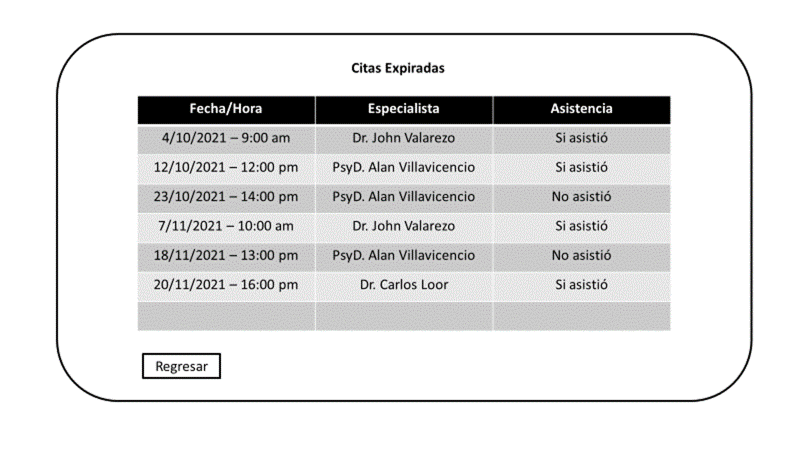 Citas Expiradas
Fecha/Hora Especialista Asistencia
4/10/2021 – 9:00 am Dr. John Valarezo Si asistió
12/10/2021 – 12:00 pm PsyD. Alan Villavicencio Si asistió
23/10/2021 – 14:00 pm PsyD. Alan Villavicencio No asistió
7/11/2021 – 10:00 am Dr. John Valarezo Si asistió
18/11/2021 – 13:00 pm PsyD. Alan Villavicencio No asistió
20/11/2021 – 16:00 pm Dr. Carlos Loor Si asistió
Regresar